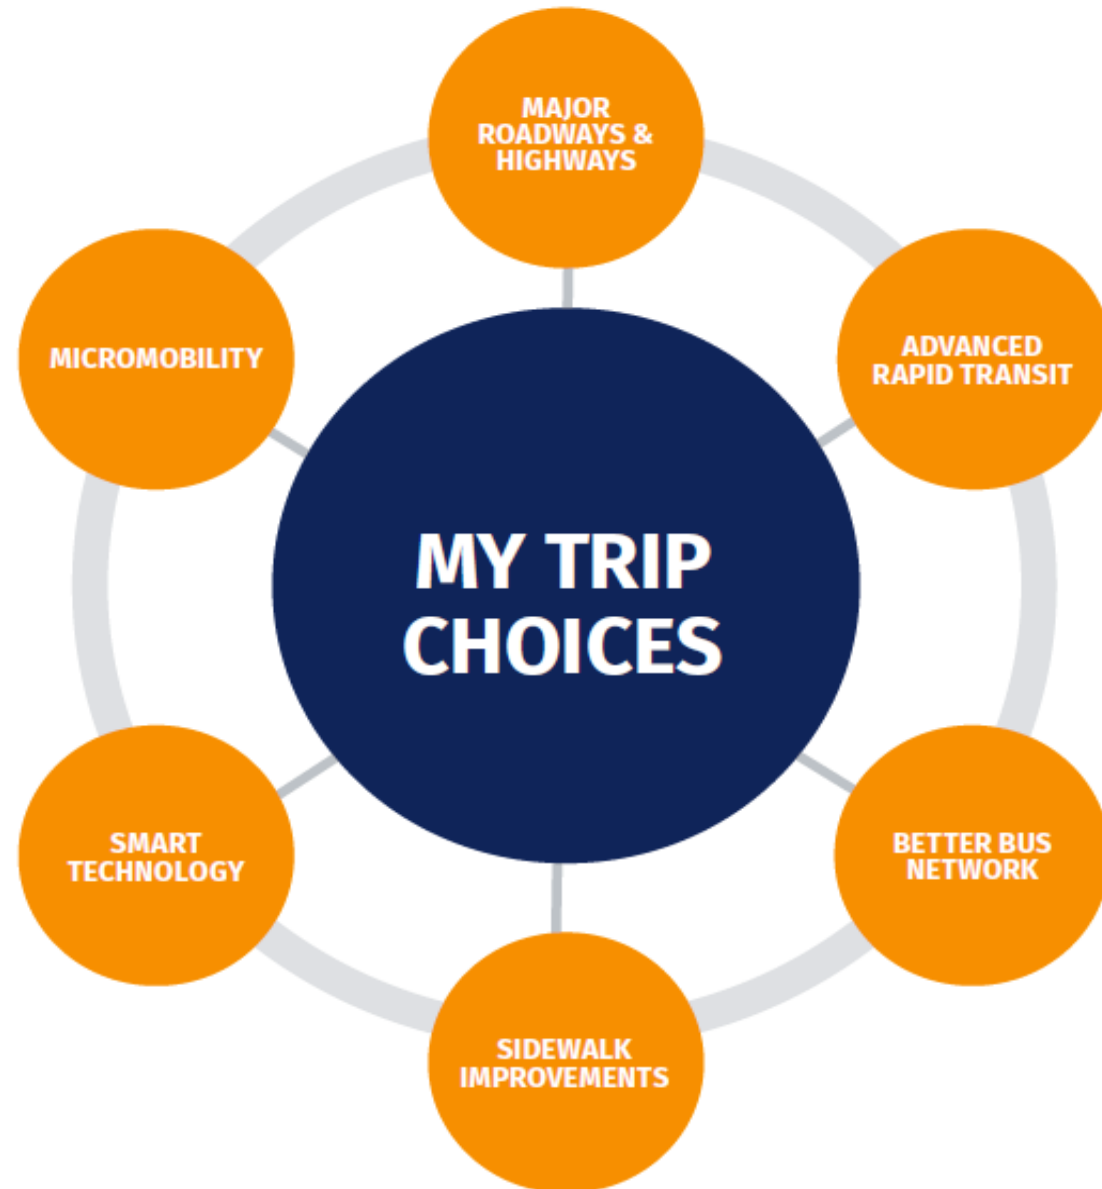 MAJOR
ROADWAYS &
HIGHWAYS
ADVANCED
RAPID TRANSIT
BETTER BUS
NETWORK
SIDEWALK
IMPROVEMENTS
SMART
TECHNOLOGY
MICROMOBILITY
MY TRIP
CHOICES